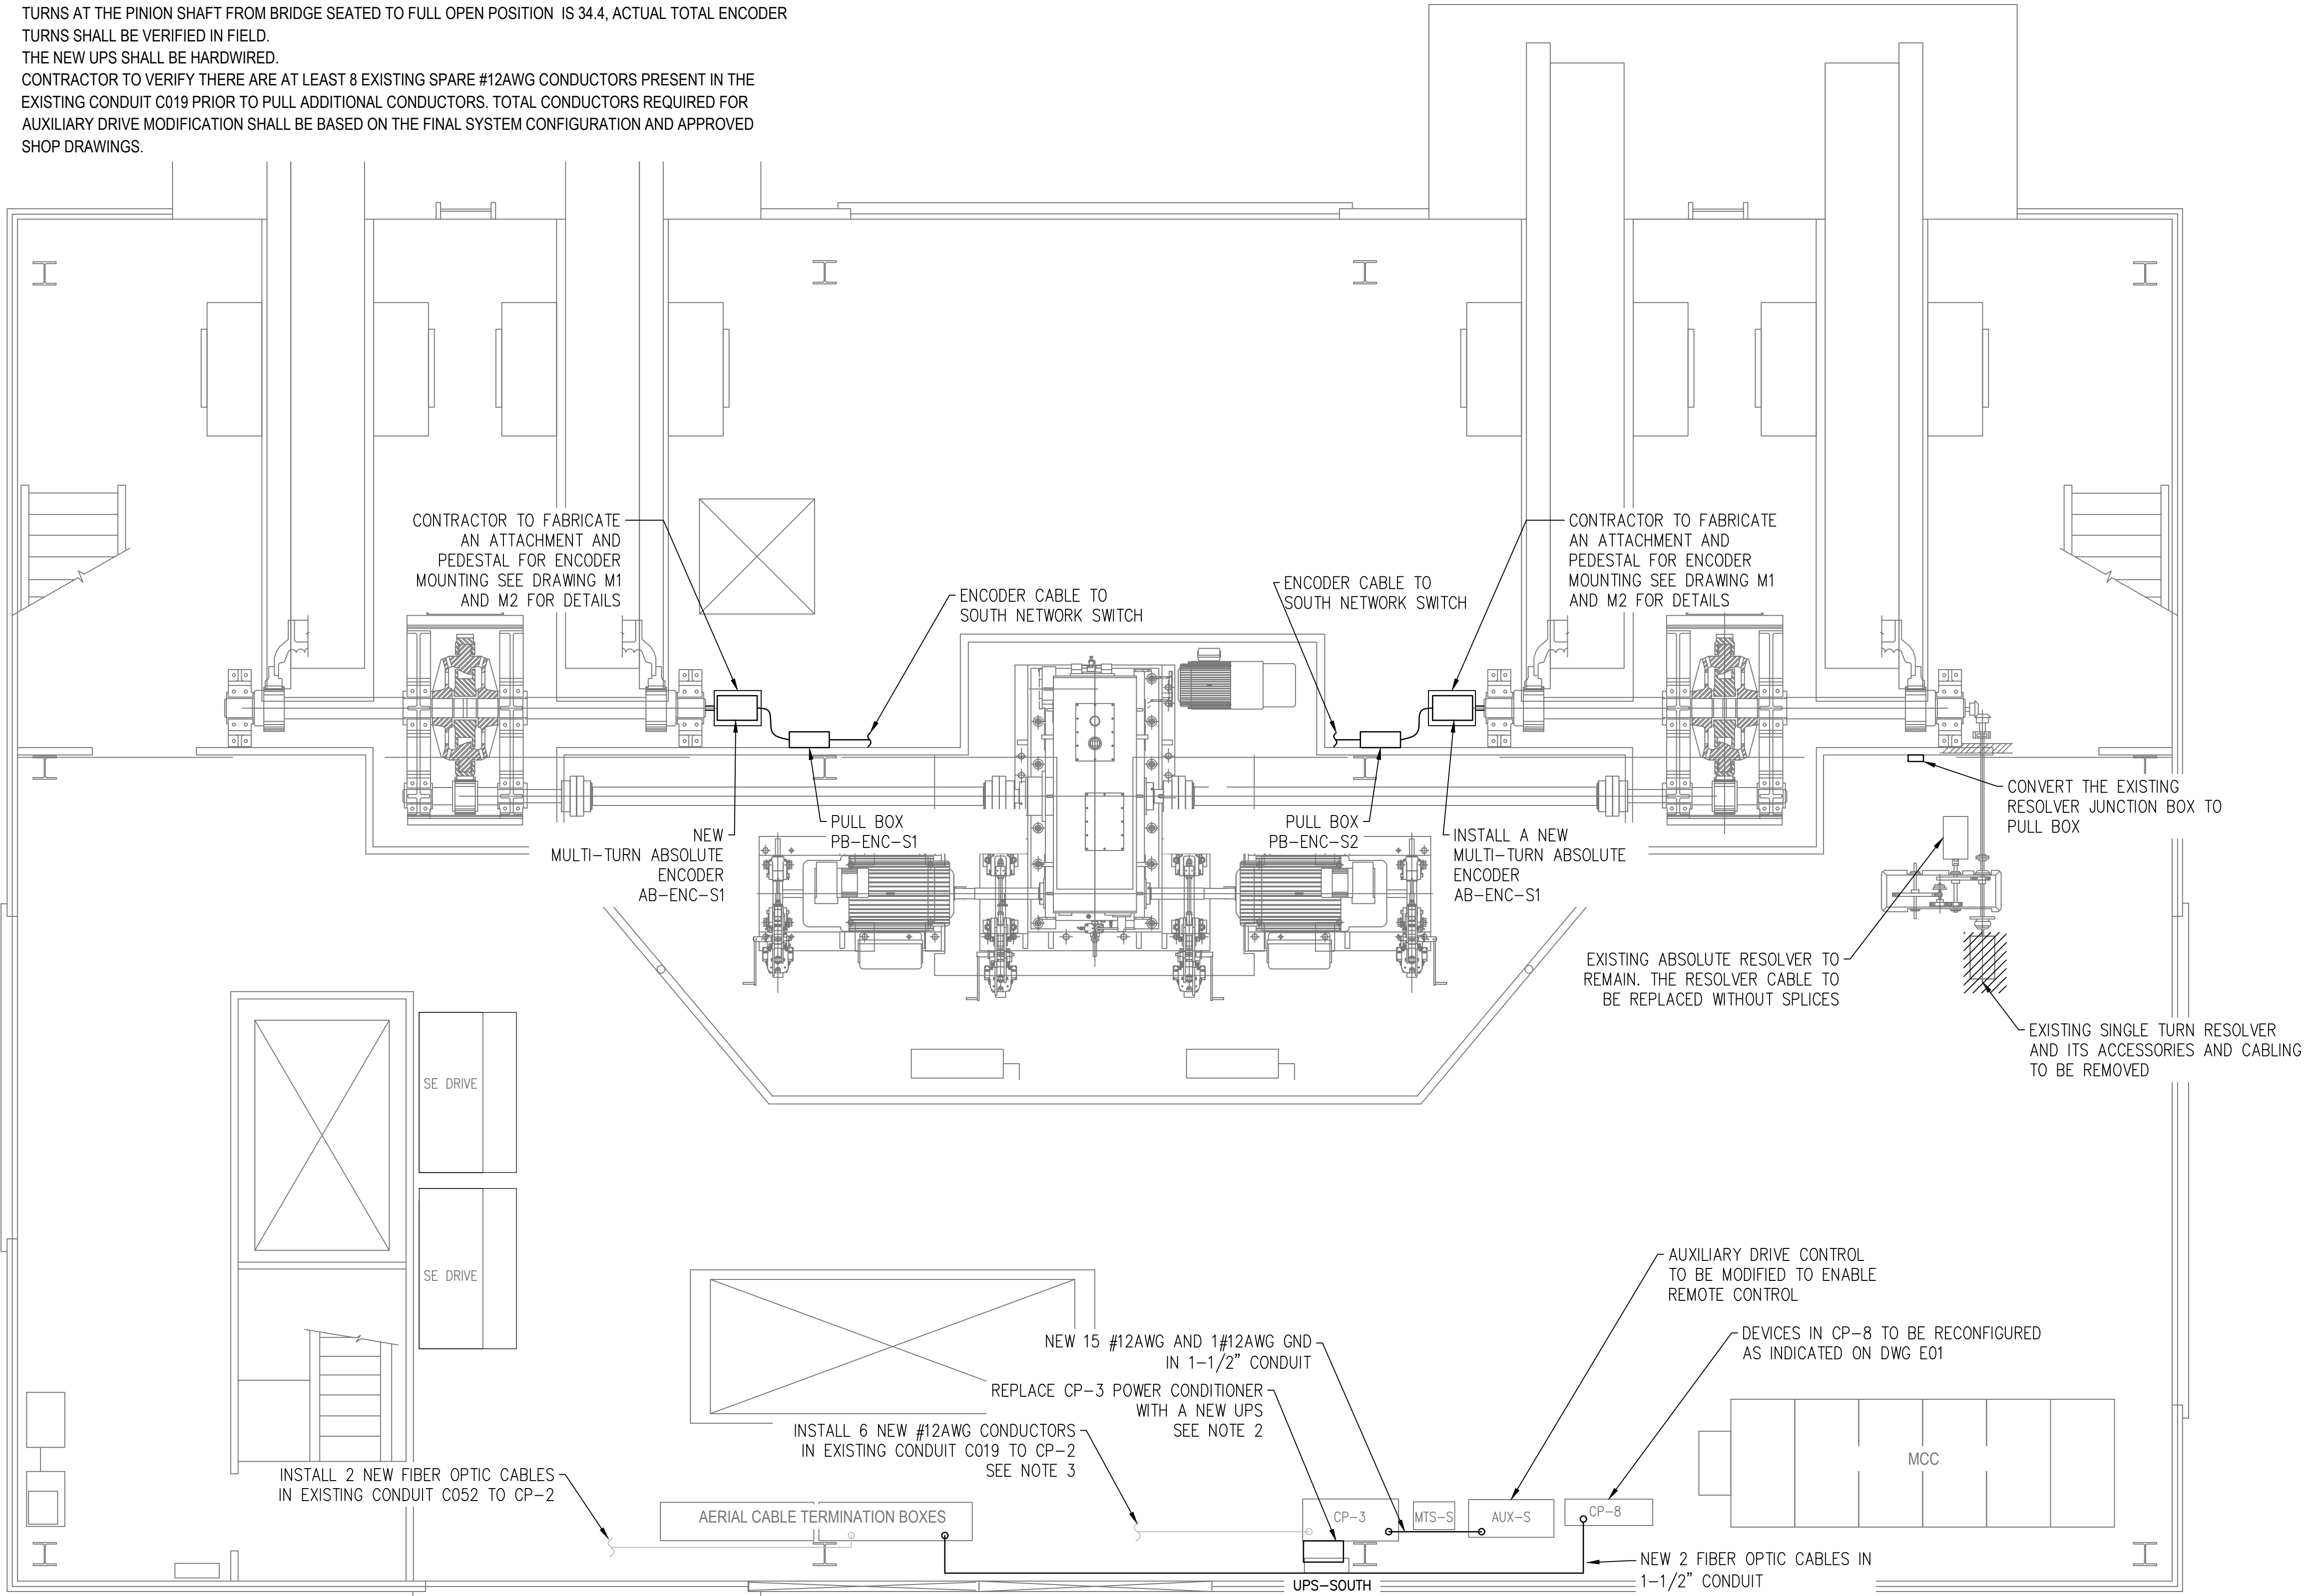 TURNS AT THE PINION SHAFT FROM BRIDGE SEATED TO FULL OPEN POSITION IS 34.4, ACTUAL TOTAL ENCODER
TURNS SHALL BE VERIFIED IN FIELD.
THE NEW UPS SHALL BE HARDWIRED.
CONTRACTOR TO VERIFY THERE ARE AT LEAST 8 EXISTING SPARE #12AWG CONDUCTORS PRESENT IN THE
EXISTING CONDUIT C019 PRIOR TO PULL ADDITIONAL CONDUCTORS. TOTAL CONDUCTORS REQUIRED FOR
AUXILIARY DRIVE MODIFICATION SHALL BE BASED ON THE FINAL SYSTEM CONFIGURATION AND APPROVED
SHOP DRAWINGS.
CONTRACTOR TO FABRICATE
AN ATTACHMENT AND
PEDESTAL FOR ENCODER
MOUNTING SEE DRAWING M1
AND M2 FOR DETAILS
ENCODER CABLE TO
SOUTH NETWORK SWITCH
ENCODER CABLE TO
SOUTH NETWORK SWITCH
CONTRACTOR TO FABRICATE
AN ATTACHMENT AND
PEDESTAL FOR ENCODER
MOUNTING SEE DRAWING M1
AND M2 FOR DETAILS
NEW
MULTI-TURN ABSOLUTE
ENCODER
AB-ENC-S1
PULL BOX
PB-ENC-S1
PULL BOX
PB-ENC-S2
INSTALL A NEW
MULTI-TURN ABSOLUTE
ENCODER
AB-ENC-S1
CONVERT THE EXISTING
RESOLVER JUNCTION BOX TO
PULL BOX
EXISTING ABSOLUTE RESOLVER TO
REMAIN. THE RESOLVER CABLE TO
BE REPLACED WITHOUT SPLICES
EXISTING SINGLE TURN RESOLVER
AND ITS ACCESSORIES AND CABLING
TO BE REMOVED
SE DRIVE
SE DRIVE
AUXILIARY DRIVE CONTROL
TO BE MODIFIED TO ENABLE
REMOTE CONTROL
DEVICES IN CP-8 TO BE RECONFIGURED
AS INDICATED ON DWG E01
NEW 15 #12AWG AND 1#12AWG GND
IN 1-1/2" CONDUIT
REPLACE CP-3 POWER CONDITIONER
WITH A NEW UPS
SEE NOTE 2
INSTALL 6 NEW #12AWG CONDUCTORS
IN EXISTING CONDUIT C019 TO CP-2
SEE NOTE 3
INSTALL 2 NEW FIBER OPTIC CABLES
IN EXISTING CONDUIT C052 TO CP-2
AERIAL CABLE TERMINATION BOXES
CP-3
MTS-S
AUX-S
CP-8
MCC
NEW 2 FIBER OPTIC CABLES IN
1-1/2" CONDUIT
UPS-SOUTH